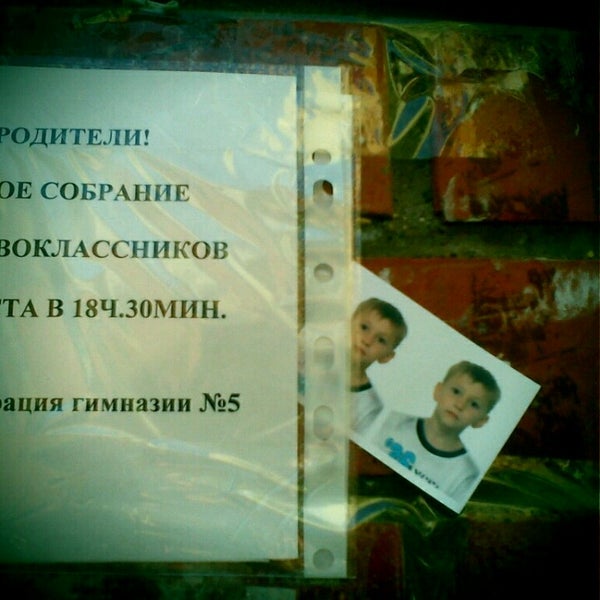 РОДИТЕЛИ!
ОЕ СОБРАНИЕ
ВОКЛАССНИКОВ
ТА В 18Ч.30МИН.
рация гимназии №5